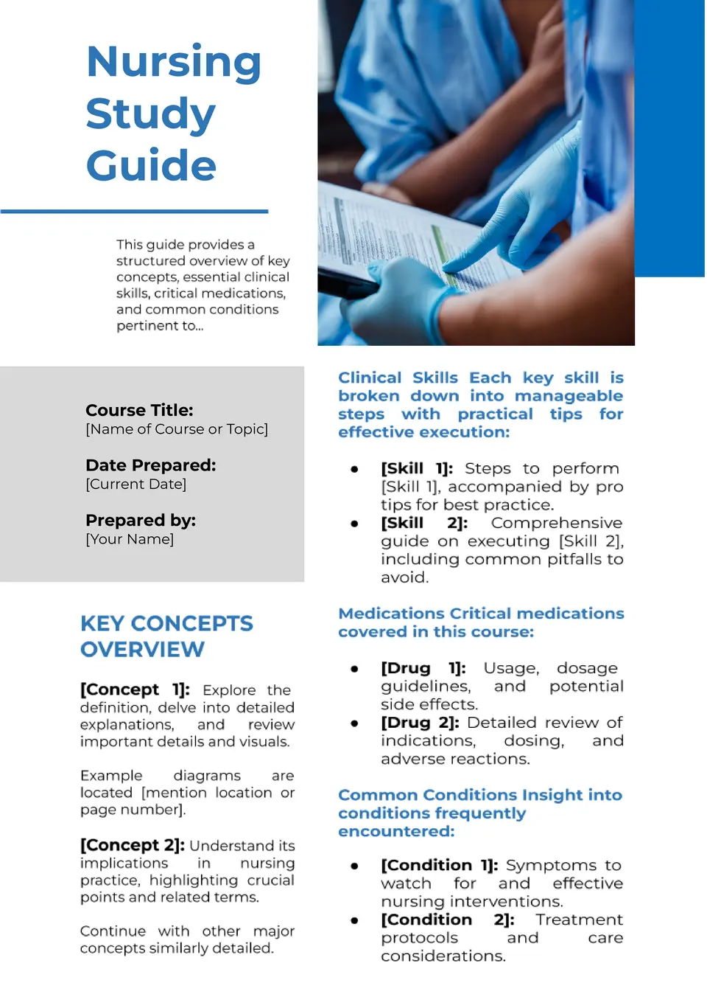 Nursing
Study
Guide
This guide provides a
structured overview of key
concepts, essential clinical
skills, critical medications,
and common conditions
pertinent to...
Course Title:
[Name of Course or Topic]
Date Prepared:
[Current Date]
Prepared by:
[Your Name]
KEY CONCEPTS
OVERVIEW
[Concept 1]: Explore the
definition, delve into detailed
explanations, and review
important details and visuals.
Example diagrams are
located [mention location or
page number].
[Concept 2]: Understand its
implications in nursing
practice, highlighting crucial
points and related terms.
Continue with other major
concepts similarly detailed.
Clinical Skills Each key skill is
broken down into manageable
steps with practical tips for
effective execution:
● [Skill 1]: Steps to perform
[Skill 1], accompanied by pro
tips for best practice.
● [Skill 2]: Comprehensive
guide on executing [Skill 2],
including common pitfalls to
avoid.
Medications Critical medications
covered in this course:
● [Drug 1]: Usage, dosage
guidelines, and potential
side effects.
● [Drug 2]: Detailed review of
indications, dosing, and
adverse reactions.
Common Conditions Insight into
conditions frequently
encountered:
● [Condition 1]: Symptoms to
watch for and effective
nursing interventions.
● [Condition 2]: Treatment
protocols and care
considerations.